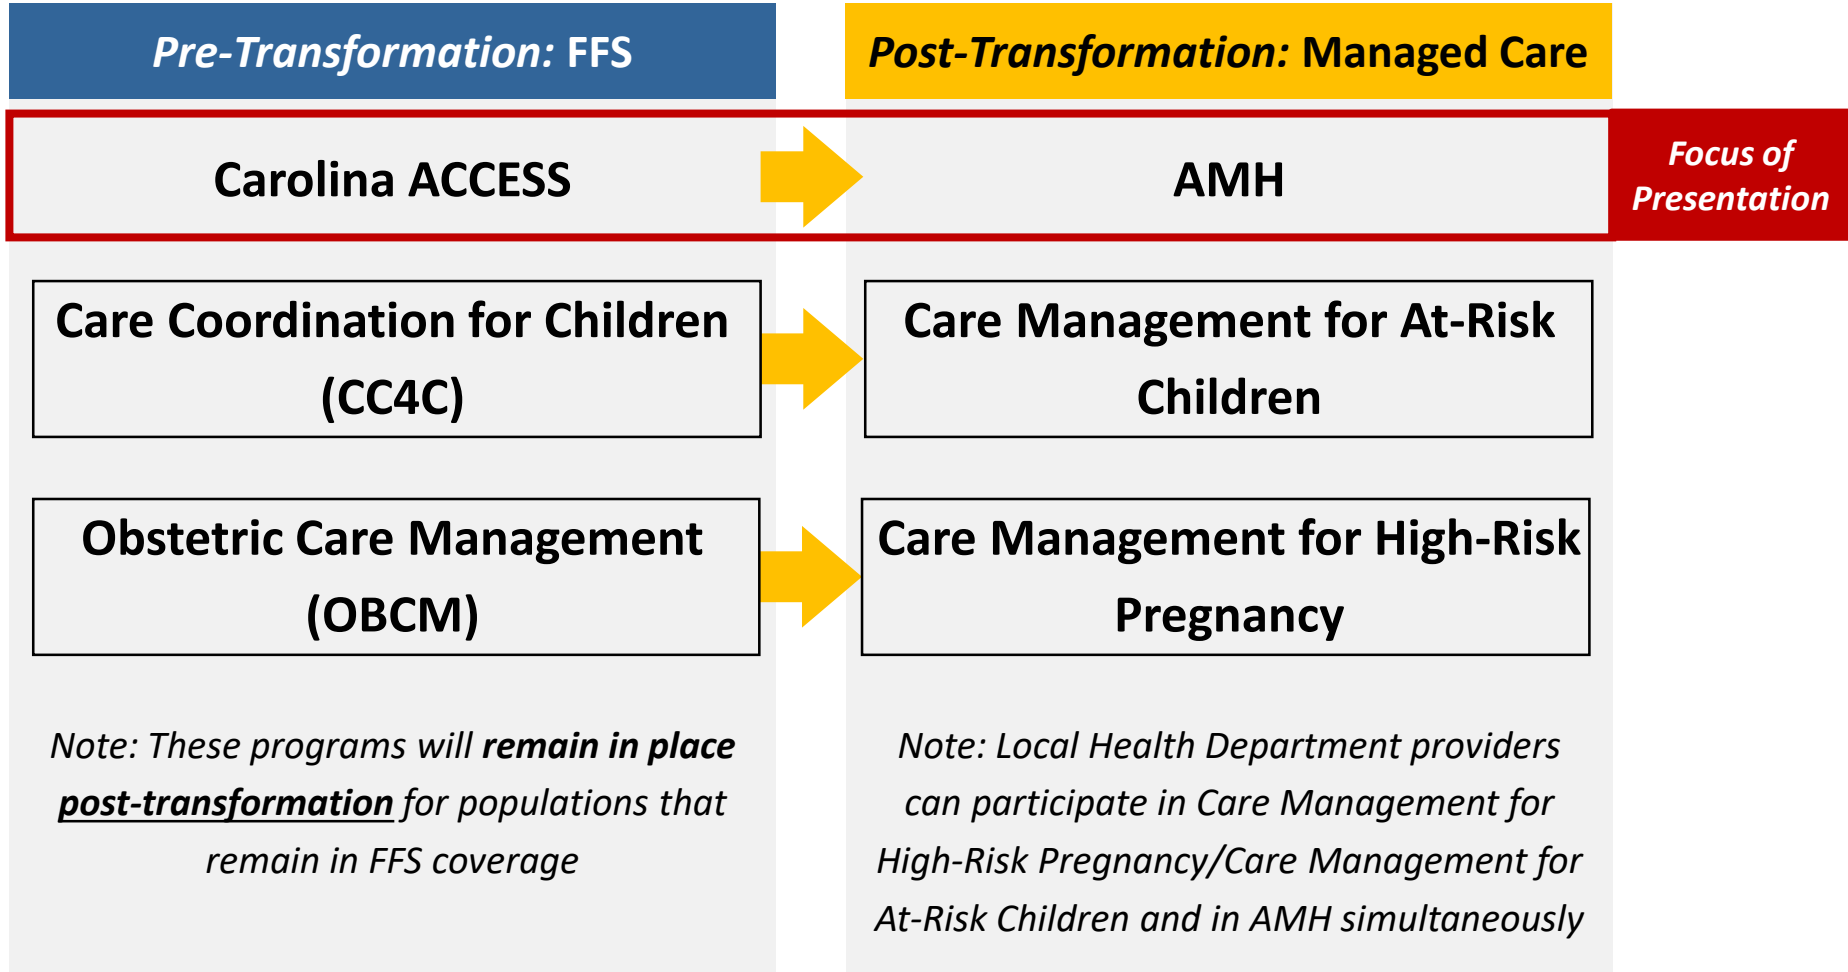 Pre-Transformation: FFS
Post-Transformation: Managed Care
Carolina ACCESS
AMH
Focus of
Presentation
Care Coordination for Children
(CC4C)
Care Management for At-Risk
Children
Obstetric Care Management
(OBCM)
Care Management for High-Risk
Pregnancy
Note: These programs will remain in place
post-transformation for populations that
remain in FFS coverage
Note: Local Health Department providers
can participate in Care Management for
High-Risk Pregnancy/Care Management for
At-Risk Children and in AMH simultaneously